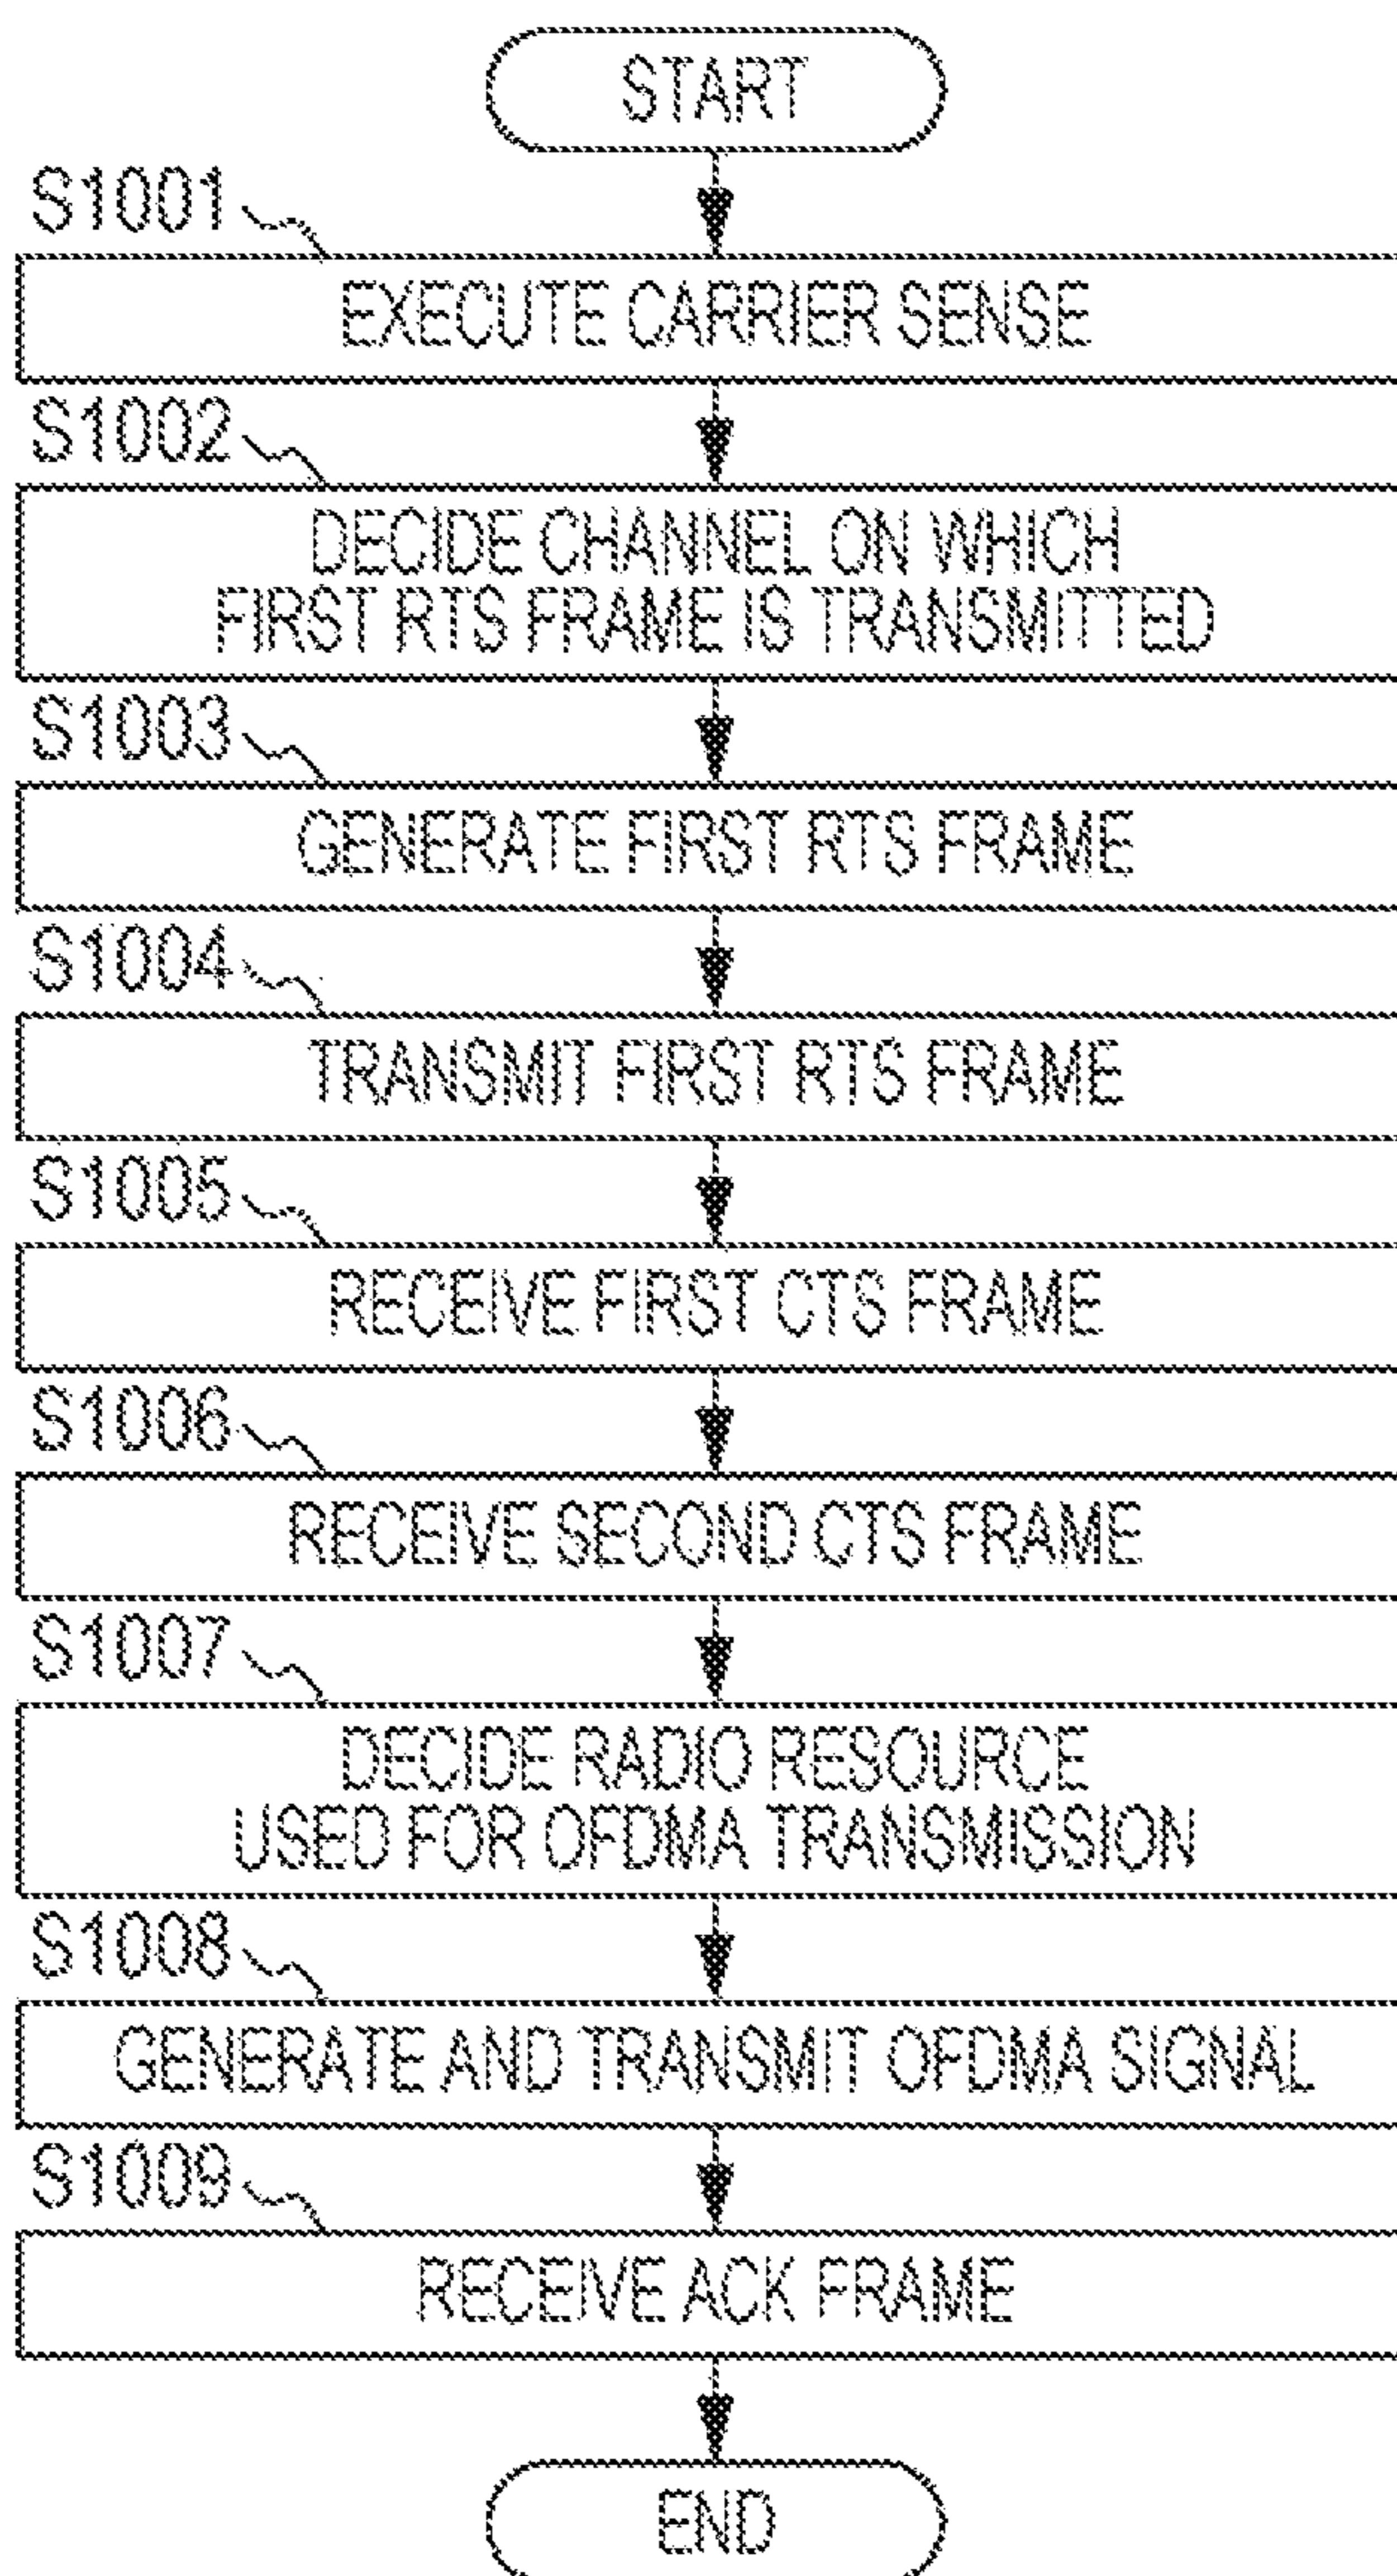 START
S1001
EXECUTE CARRIER SENSE
S1002
DECIDE CHANNEL ON WHICH
FIRST RTS FRAME IS TRANSMITTED
S1003
GENERATE FIRST RTS FRAME
S1004
TRANSMIT FIRST RTS FRAME
S1005
RECEIVE FIRST CTS FRAME
S1006
RECEIVE SECOND CTS FRAME
S1007
DECIDE RADIO RESOURCE
USED FOR OFDMA TRANSMISSION
S1008
GENERATE AND TRANSMIT OFDMA SIGNAL
S1009
RECEIVE ACK FRAME
END